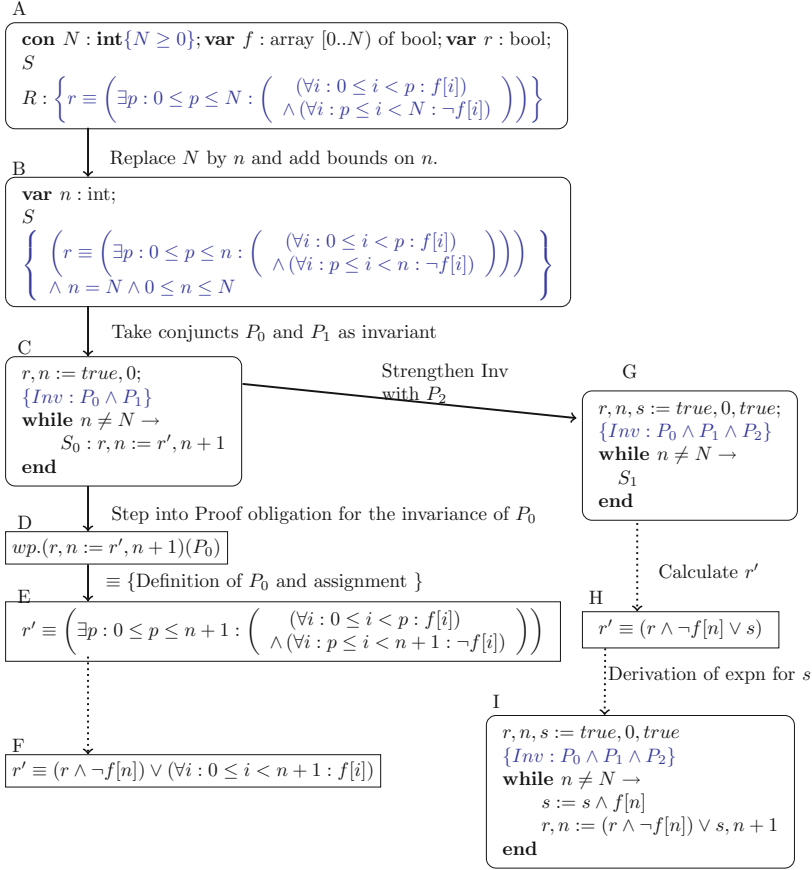 A
con N : int{N ≥ 0}; var f : array [0..N) of bool; var r : bool;
S
R : { r ≡ ( ∃p : 0 ≤ p ≤ N : ( (∀i : 0 ≤ i < p : f[i])
∧ (∀i : p ≤ i < N : ¬f[i]) ) ) }
Replace N by n and add bounds on n.
B
var n : int;
S
{ ( r ≡ ( ∃p : 0 ≤ p ≤ n : ( (∀i : 0 ≤ i < p : f[i])
∧ (∀i : p ≤ i < n : ¬f[i]) ) ) )
∧ n = N ∧ 0 ≤ n ≤ N }
Take conjuncts P₀ and P₁ as invariant
C
r, n := true, 0;
{Inv : P₀ ∧ P₁}
while n ≠ N →
S₀ : r, n := r′, n + 1
end
Strengthen Inv
with P₂
G
r, n, s := true, 0, true;
{Inv : P₀ ∧ P₁ ∧ P₂}
while n ≠ N →
S₁
end
Step into Proof obligation for the invariance of P₀
D
wp.(r, n := r′, n + 1)(P₀)
≡ {Definition of P₀ and assignment }
E
r′ ≡ ( ∃p : 0 ≤ p ≤ n + 1 : ( (∀i : 0 ≤ i < p : f[i])
∧ (∀i : p ≤ i < n + 1 : ¬f[i]) ) )
Calculate r′
H
r′ ≡ (r ∧ ¬f[n] ∨ s)
Derivation of expn for s
F
r′ ≡ (r ∧ ¬f[n]) ∨ (∀i : 0 ≤ i < n + 1 : f[i])
I
r, n, s := true, 0, true
{Inv : P₀ ∧ P₁ ∧ P₂}
while n ≠ N →
s := s ∧ f[n]
r, n := (r ∧ ¬f[n]) ∨ s, n + 1
end